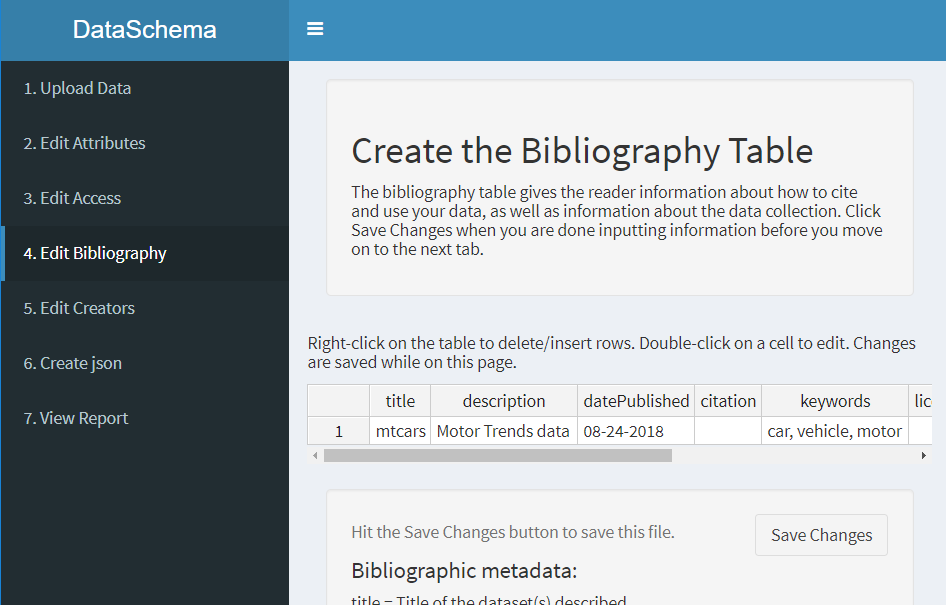 DataSchema
1. Upload Data
2. Edit Attributes
3. Edit Access
4. Edit Bibliography
5. Edit Creators
6. Create json
7. View Report
Create the Bibliography Table
The bibliography table gives the reader information about how to cite
and use your data, as well as information about the data collection. Click
Save Changes when you are done inputting information before you move
on to the next tab.
Right-click on the table to delete/insert rows. Double-click on a cell to edit. Changes
are saved while on this page.
title description datePublished citation keywords lic
1 mtcars Motor Trends data 08-24-2018 car, vehicle, motor
Hit the Save Changes button to save this file.
Save Changes
Bibliographic metadata:
title = Title of the dataset(s) described